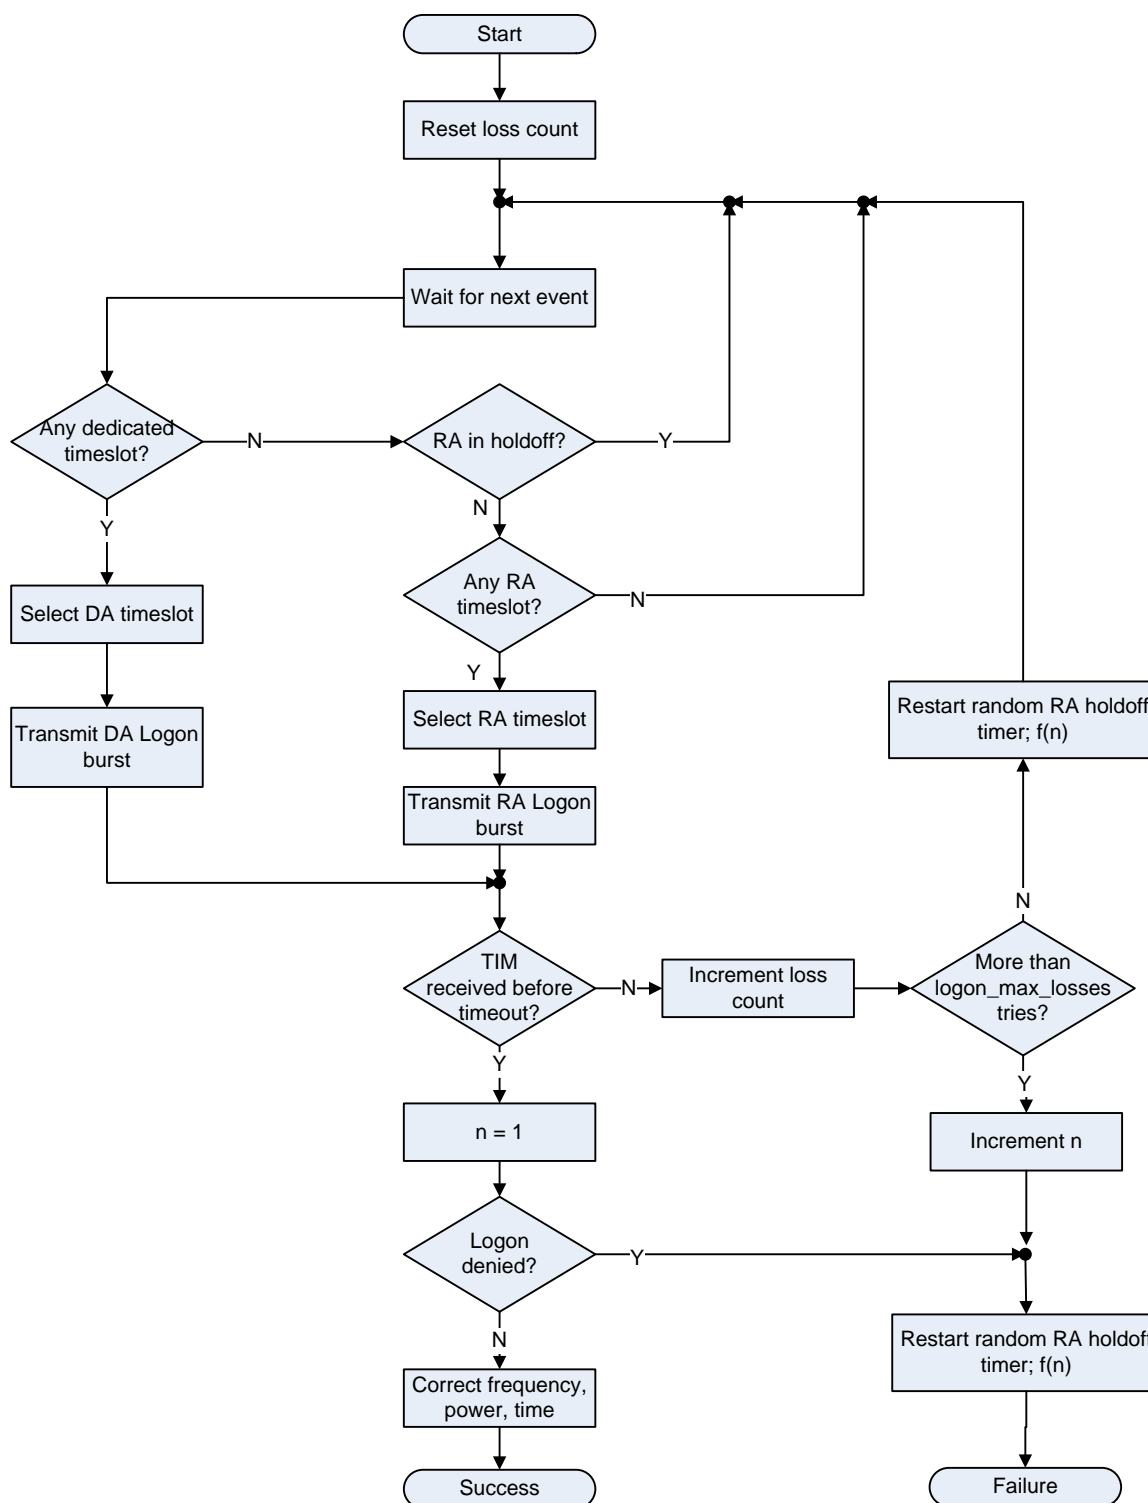 Start
Reset loss count
Wait for next event
Any dedicated
timeslot?
N
RA in holdoff?
Y
Y
N
Select DA timeslot
Any RA
timeslot?
N
Y
Transmit DA Logon
burst
Select RA timeslot
Restart random RA holdoff
timer; f(n)
Transmit RA Logon
burst
N
TIM
received before
timeout?
N
Increment loss
count
More than
logon_max_losses
tries?
Y
Y
n = 1
Increment n
Logon
denied?
Y
N
Restart random RA holdoff
timer; f(n)
Correct frequency,
power, time
Success
Failure